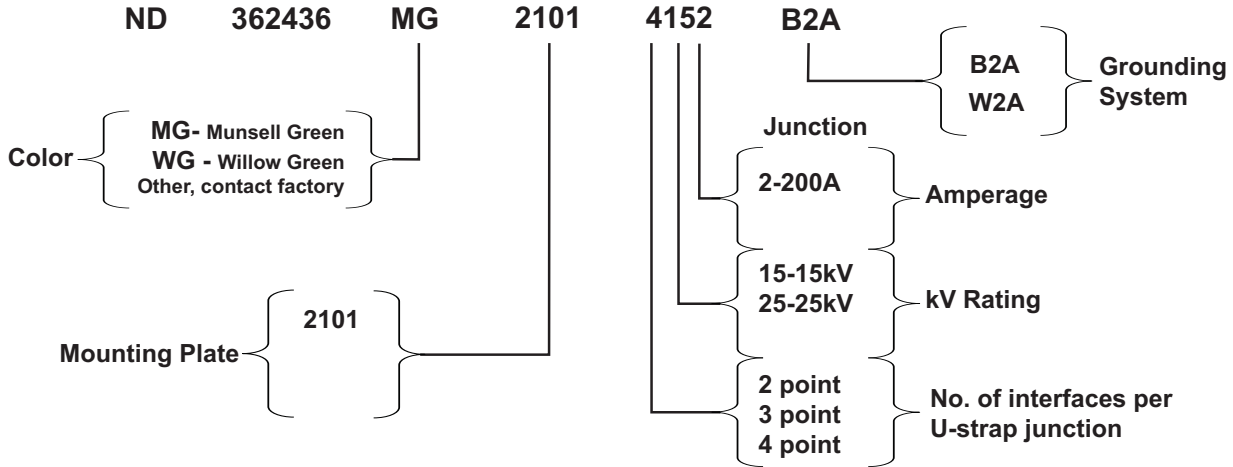 ND 362436 MG 2101 4152 B2A
B2A
W2A
Grounding
System
Junction
Color
MG- Munsell Green
WG - Willow Green
Other, contact factory
2-200A
Amperage
15-15kV
25-25kV
kV Rating
Mounting Plate
2101
2 point
3 point
4 point
No. of interfaces per
U-strap junction